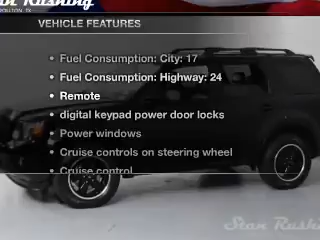 Stan Rushing
VEHICLE FEATURES
Fuel Consumption: City: 17
Fuel Consumption: Highway: 24
Remote
digital keypad power door locks
Power windows
Cruise controls on steering wheel
Cruise control
Stan Rushing